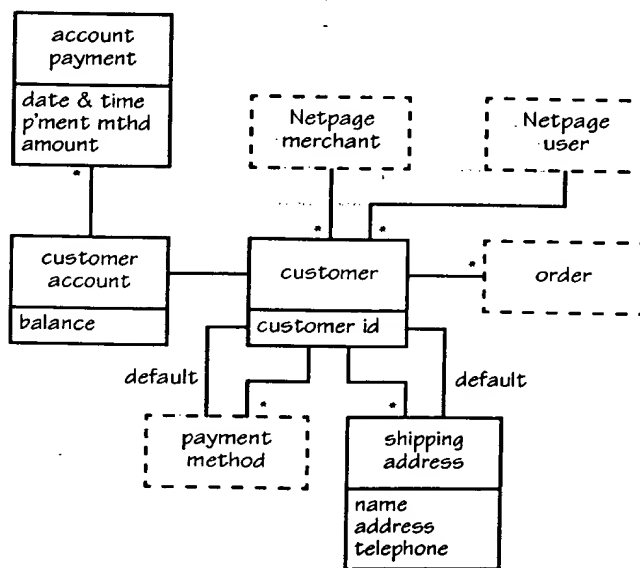 account
payment
date & time
p'ment mthd
amount
*
Netpage
merchant
*
Netpage
user
*
customer
account
balance
customer
customer id
*
order
default
*
payment
method
default
*
shipping
address
name
address
telephone